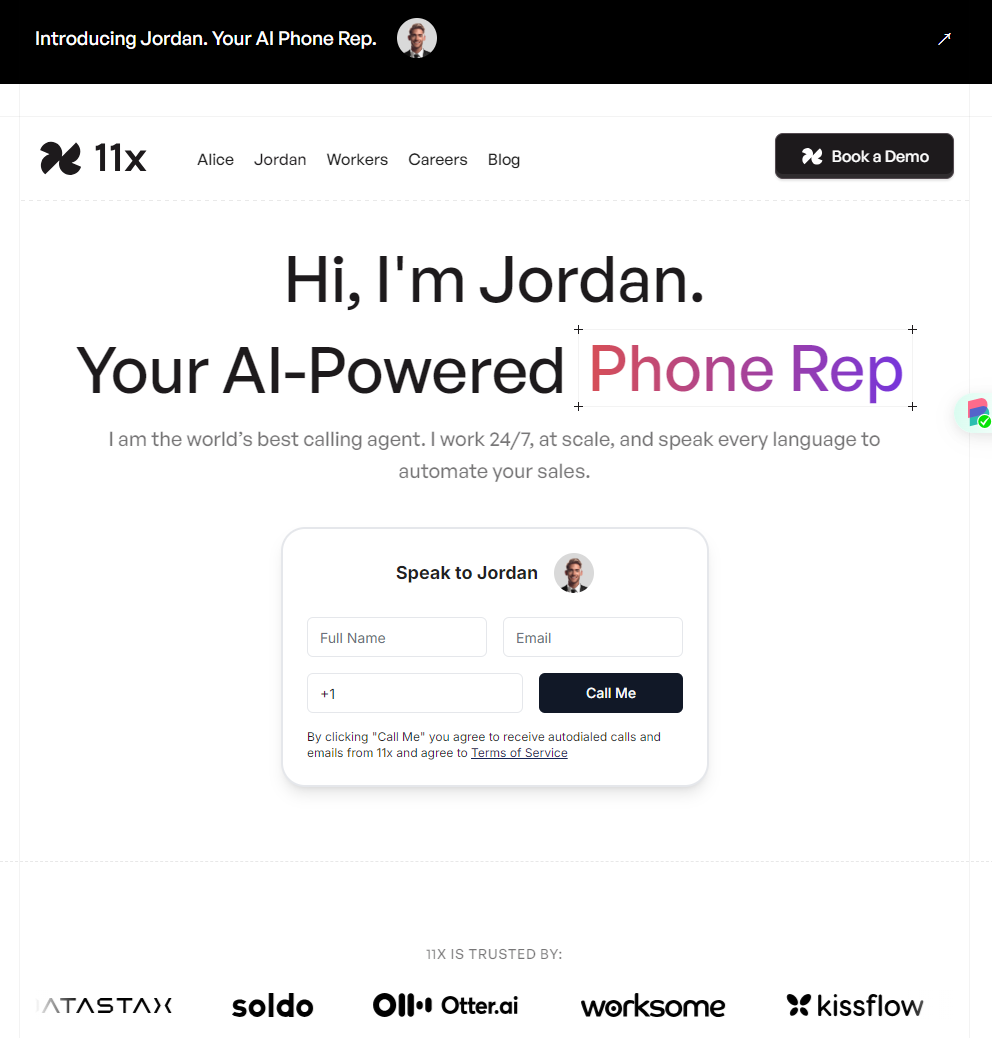 Introducing Jordan. Your AI Phone Rep.
11x
Alice
Jordan
Workers
Careers
Blog
Book a Demo
Hi, I'm Jordan.
Your AI-Powered Phone Rep
I am the world’s best calling agent. I work 24/7, at scale, and speak every language to
automate your sales.
Speak to Jordan
Full Name
Email
+1
Call Me
By clicking "Call Me" you agree to receive autodialed calls and
emails from 11x and agree to Terms of Service
11X IS TRUSTED BY:
DATASTAX
soldo
Otter.ai
worksome
kissflow